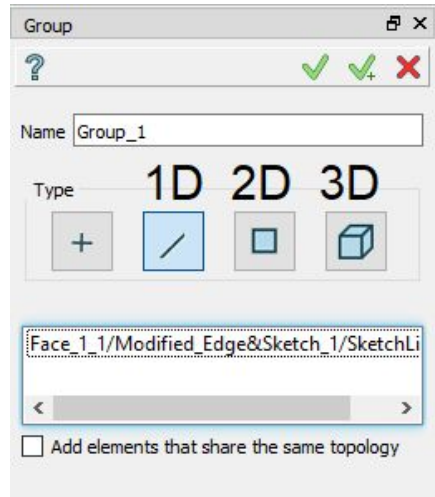 Group
Name Group_1
Type 1D 2D 3D
Face_1_1/Modified_Edge&Sketch_1/SketchLi
Add elements that share the same topology